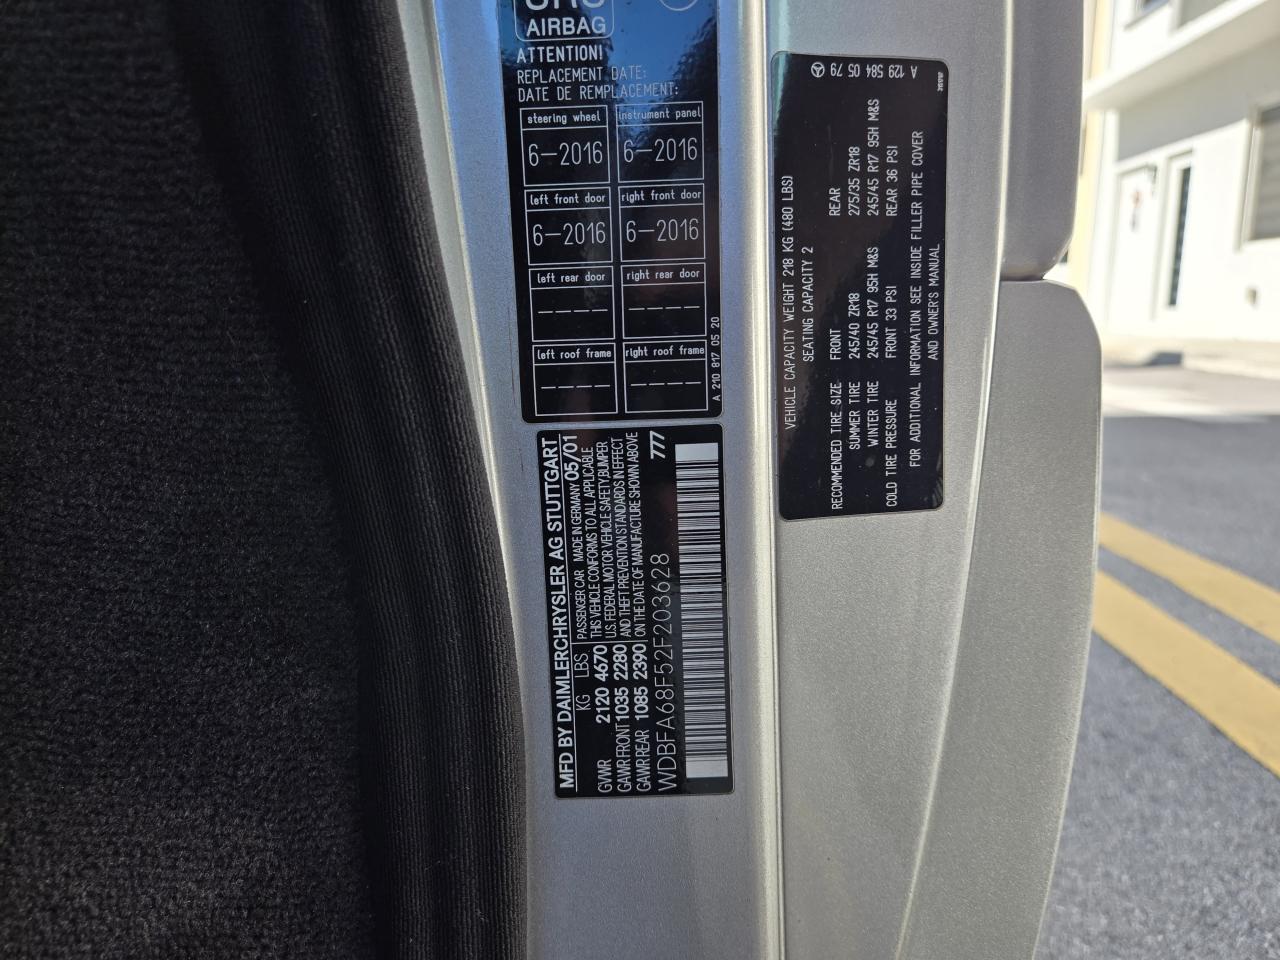 AIRBAG
ATTENTION!
REPLACEMENT DATE:
DATE DE REMPLACEMENT:
steering wheel instrument panel
6-2016 6-2016
left front door right front door
6-2016 6-2016
left rear door right rear door
---- ----
left roof frame right roof frame
---- ----
A 210 817 05 20
MFD BY DAIMLERCHRYSLER AG STUTTGART
KG LBS PASSENGER CAR MADE IN GERMANY 05/01
GVWR 2120 4670 THIS VEHICLE CONFORMS TO ALL APPLICABLE
U.S. FEDERAL MOTOR VEHICLE SAFETY, BUMPER
GAWR FRONT 1035 2280 AND THEFT PREVENTION STANDARDS IN EFFECT
GAWR REAR 1085 2390 ON THE DATE OF MANUFACTURE SHOWN ABOVE
WDBFA68F52F203628 777
VEHICLE CAPACITY WEIGHT 218 KG (480 LBS)
SEATING CAPACITY 2
RECOMMENDED TIRE SIZE FRONT REAR
SUMMER TIRE 245/40 ZR18 275/35 ZR18
WINTER TIRE 245/45 R17 95H M&S 245/45 R17 95H M&S
COLD TIRE PRESSURE FRONT 33 PSI REAR 36 PSI
FOR ADDITIONAL INFORMATION SEE INSIDE FILLER PIPE COVER
AND OWNER'S MANUAL
A 129 584 05 79